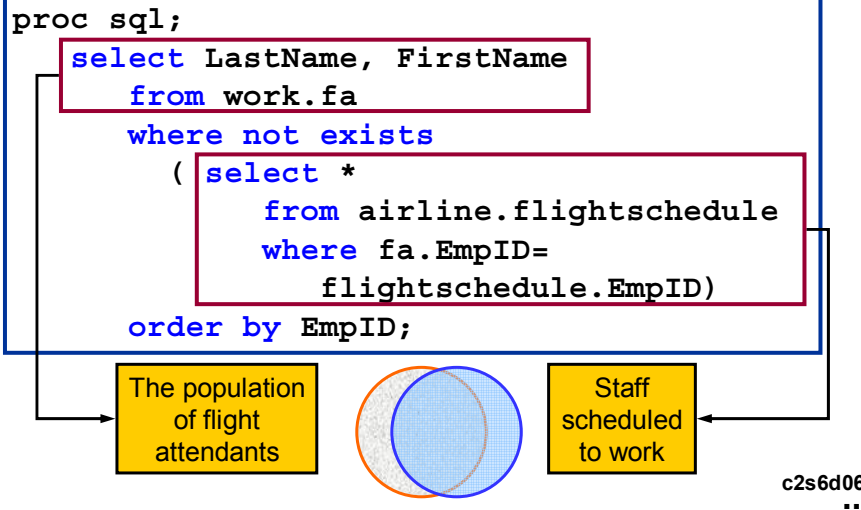 proc sql;
select LastName, FirstName
from work.fa
where not exists
( select *
from airline.flightschedule
where fa.EmpID=
flightschedule.EmpID)
order by EmpID;
The population
of flight
attendants
Staff
scheduled
to work
c2s6d06